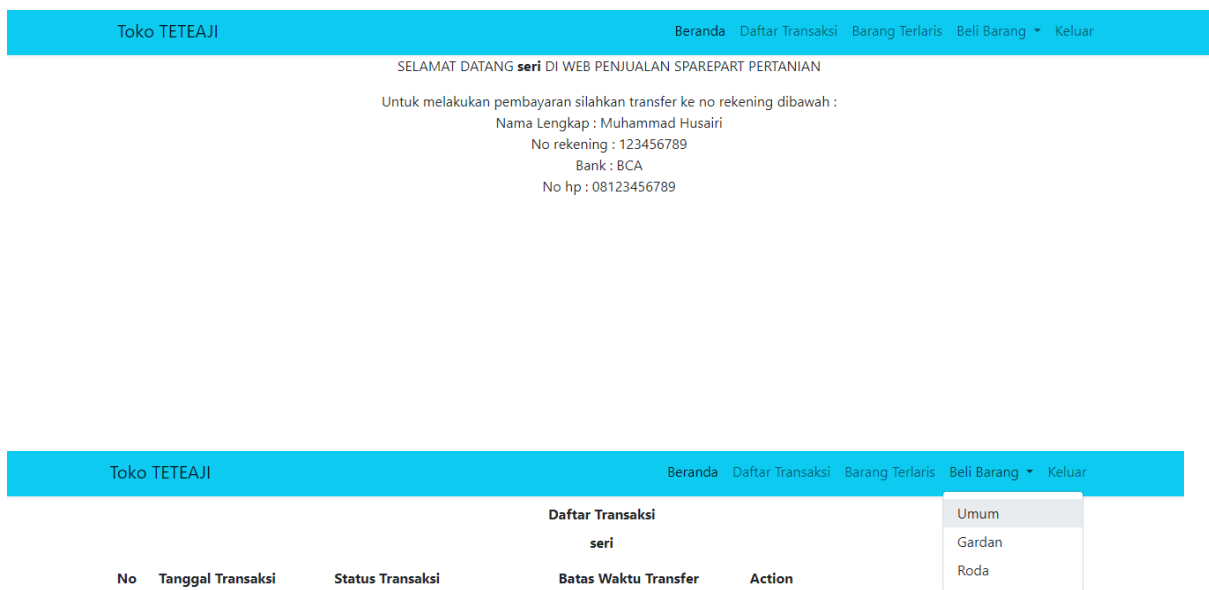 Toko TETEAJI Beranda Daftar Transaksi Barang Terlaris Beli Barang Keluar
SELAMAT DATANG seri DI WEB PENJUALAN SPAREPART PERTANIAN
Untuk melakukan pembayaran silahkan transfer ke no rekening dibawah :
Nama Lengkap : Muhammad Husairi
No rekening : 123456789
Bank : BCA
No hp : 08123456789
Toko TETEAJI Beranda Daftar Transaksi Barang Terlaris Beli Barang Keluar
Daftar Transaksi Umum
seri Gardan
Roda
No Tanggal Transaksi Status Transaksi Batas Waktu Transfer Action